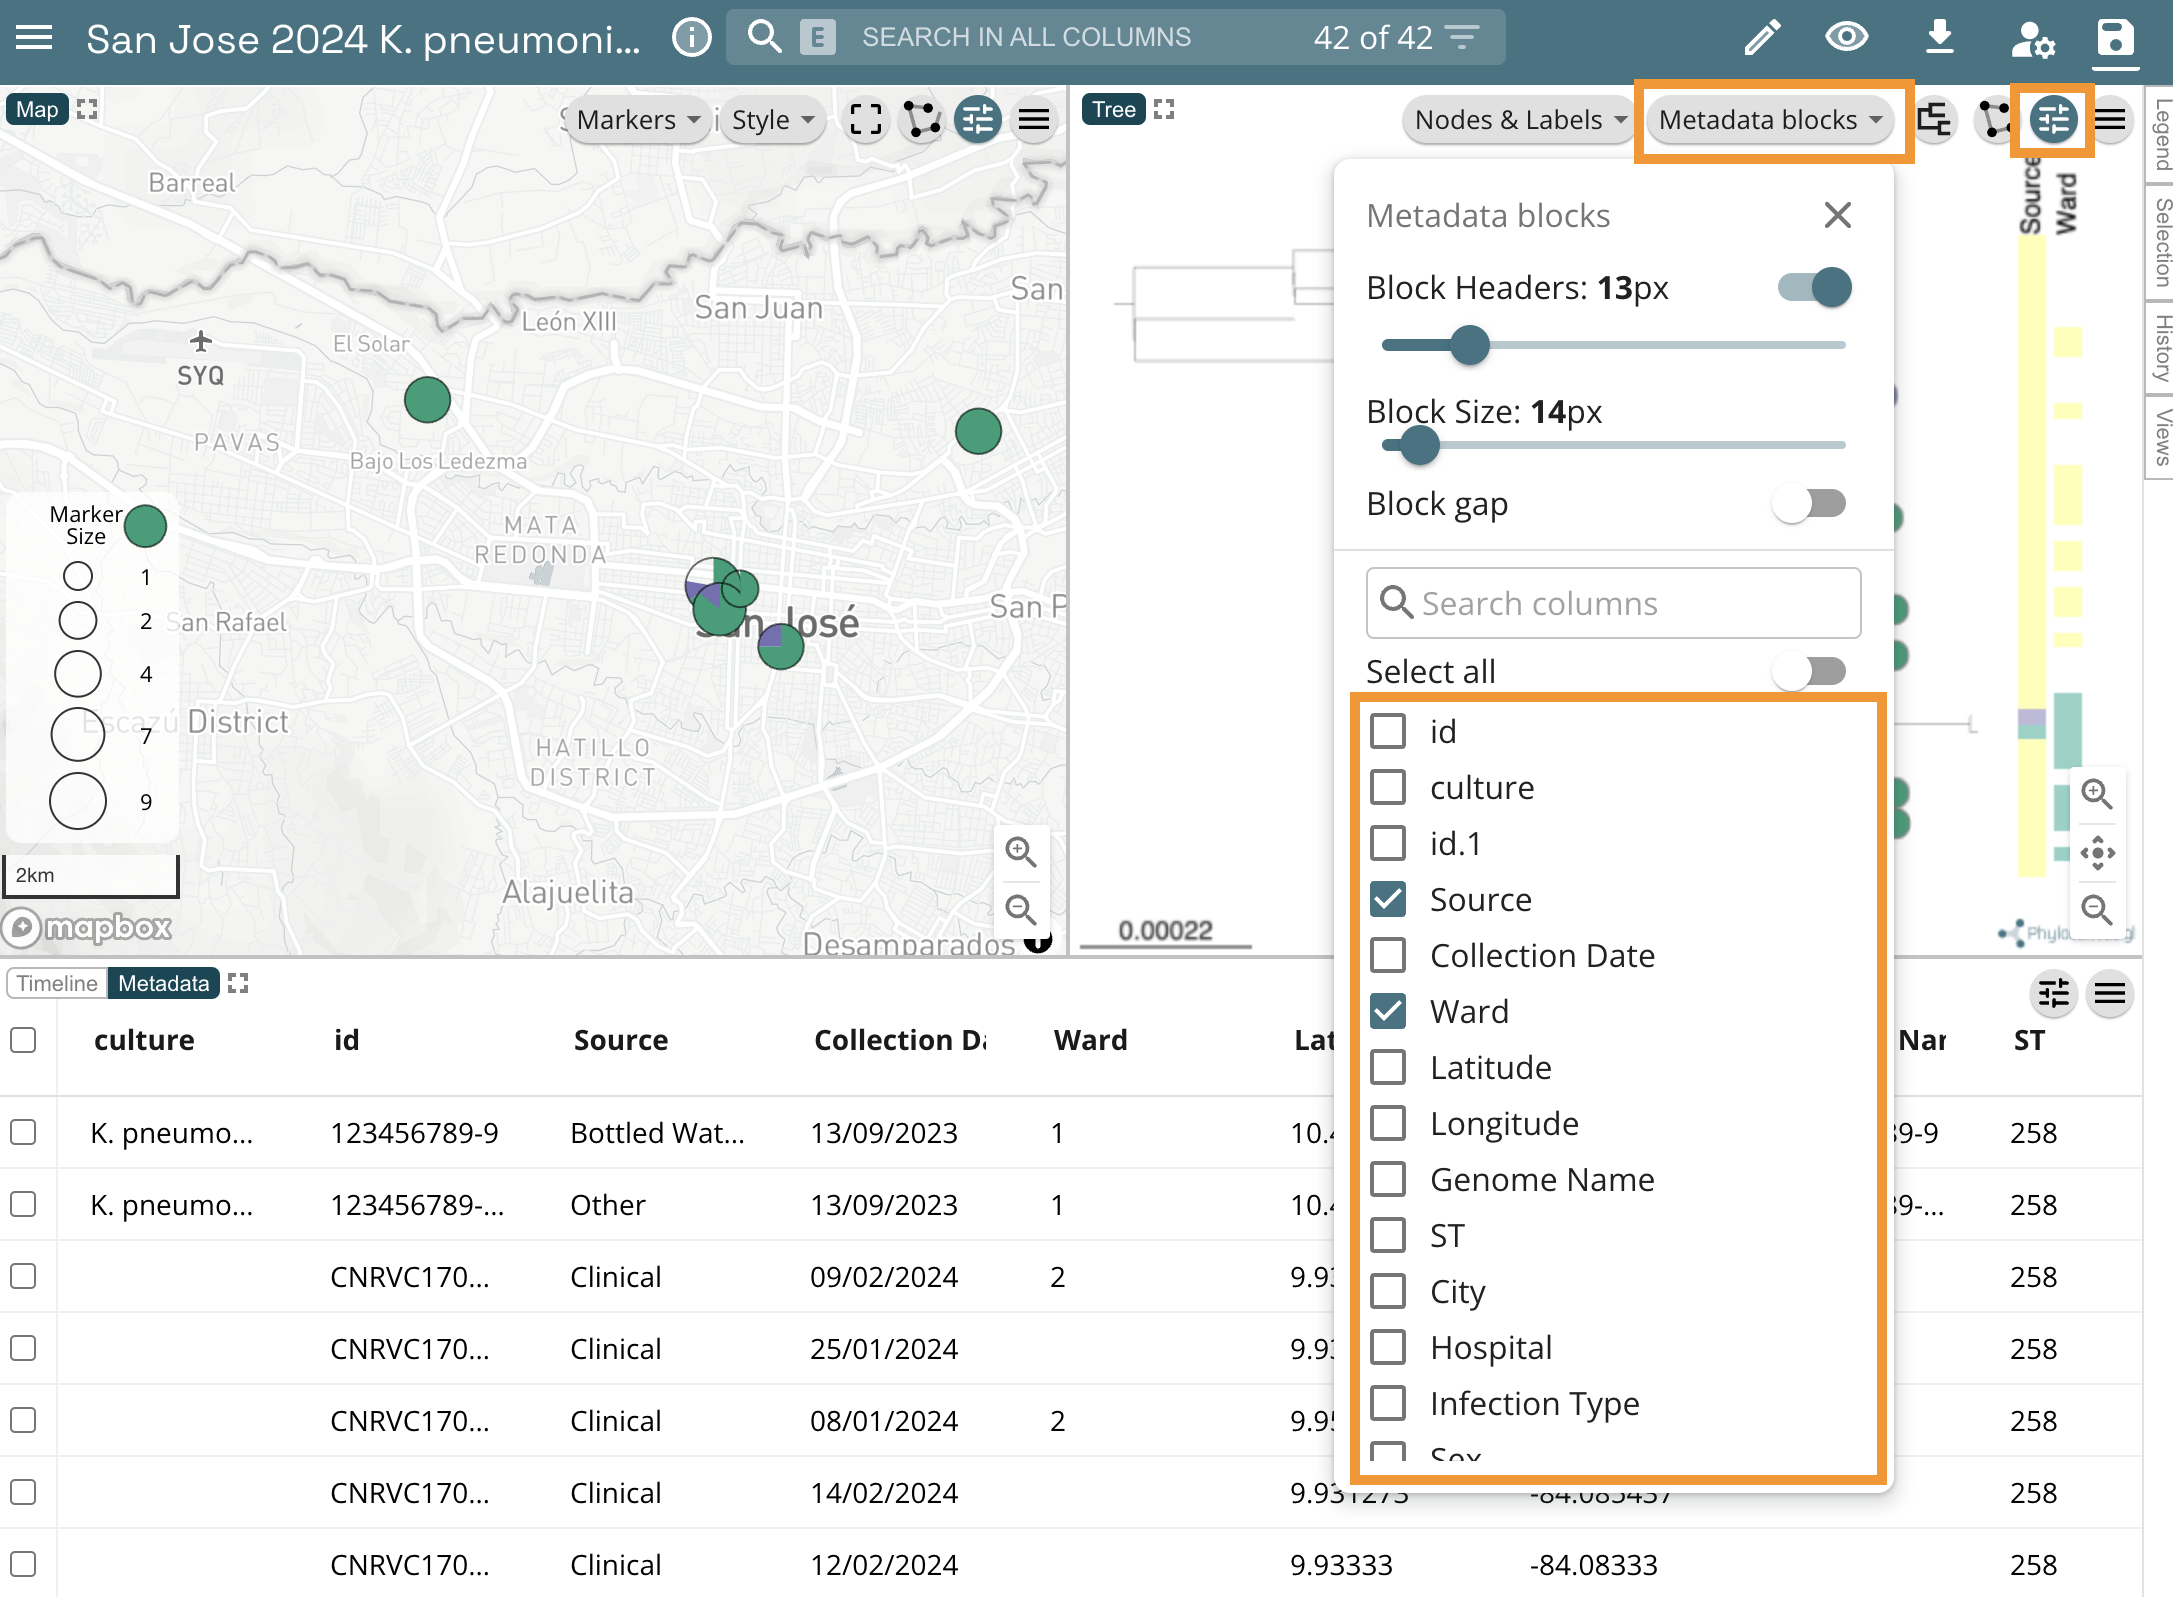 San Jose 2024 K. pneumoni...
E
SEARCH IN ALL COLUMNS
42 of 42
Map
Markers
Style
Barreal
San Juan
San
León XIII
El Solar
SYQ
PAVAS
Bajo Los Ledezma
MATA
REDONDA
San José
San P
San Rafael
Escazú District
HATILLO
DISTRICT
Alajuelita
Desamparados
Marker
Size
1
2
4
7
9
2km
mapbox
Tree
Nodes & Labels
Metadata blocks
Source
Ward
Legend
Selection
History
Views
0.00022
Metadata blocks
Block Headers: 13px
Block Size: 14px
Block gap
Search columns
Select all
id
culture
id.1
Source
Collection Date
Ward
Latitude
Longitude
Genome Name
ST
City
Hospital
Infection Type
Sex
Timeline
Metadata
culture id Source Collection Da Ward Lat Nar ST
K. pneumo... 123456789-9 Bottled Wat... 13/09/2023 1 10.4 39-9 258
K. pneumo... 123456789-... Other 13/09/2023 1 10.4 39-... 258
CNRVC170... Clinical 09/02/2024 2 9.93 258
CNRVC170... Clinical 25/01/2024 9.93 258
CNRVC170... Clinical 08/01/2024 2 9.95 258
CNRVC170... Clinical 14/02/2024 9.931273 -84.085437 258
CNRVC170... Clinical 12/02/2024 9.93333 -84.08333 258